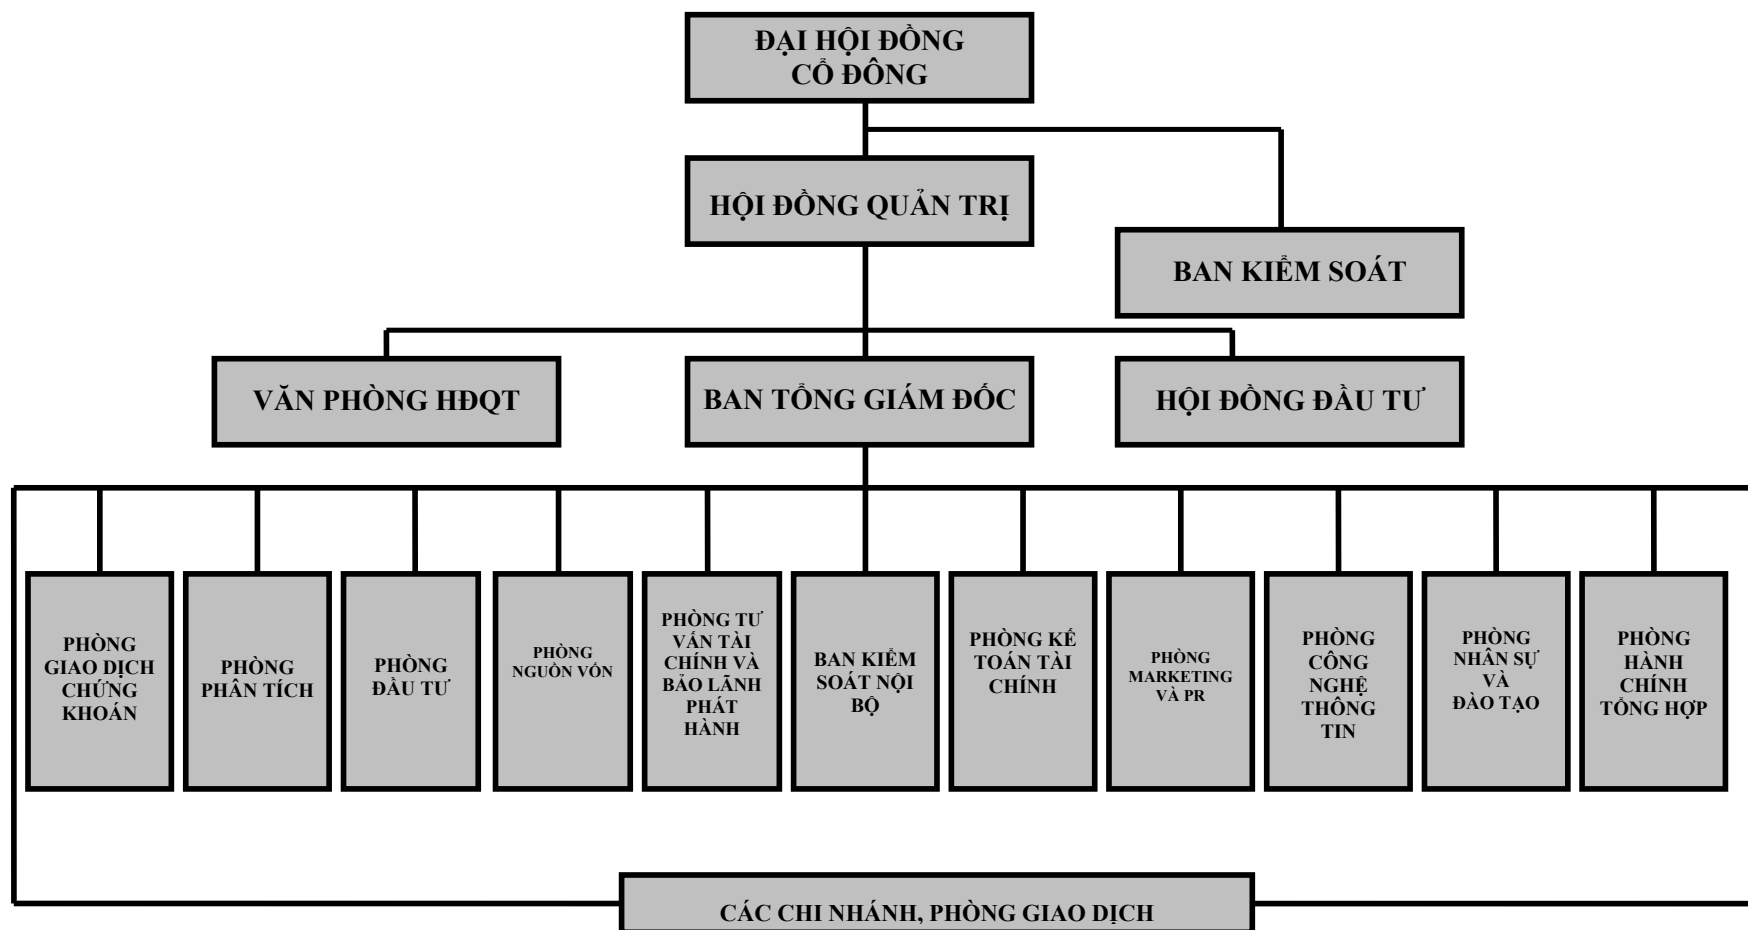 ĐẠI HỘI ĐỒNG
CỔ ĐÔNG
HỘI ĐỒNG QUẢN TRỊ
BAN KIỂM SOÁT
VĂN PHÒNG HĐQT
BAN TỔNG GIÁM ĐỐC
HỘI ĐỒNG ĐẦU TƯ
PHÒNG
GIAO DỊCH
CHỨNG
KHOÁN
PHÒNG
PHÂN TÍCH
PHÒNG
ĐẦU TƯ
PHÒNG
NGUỒN VỐN
PHÒNG TƯ
VẤN TÀI
CHÍNH VÀ
BẢO LÃNH
PHÁT
HÀNH
BAN KIỂM
SOÁT NỘI
BỘ
PHÒNG KẾ
TOÁN TÀI
CHÍNH
PHÒNG
MARKETING
VÀ PR
PHÒNG
CÔNG
NGHỆ
THÔNG
TIN
PHÒNG
NHÂN SỰ
VÀ
ĐÀO TẠO
PHÒNG
HÀNH
CHÍNH
TỔNG HỢP
CÁC CHI NHÁNH, PHÒNG GIAO DỊCH